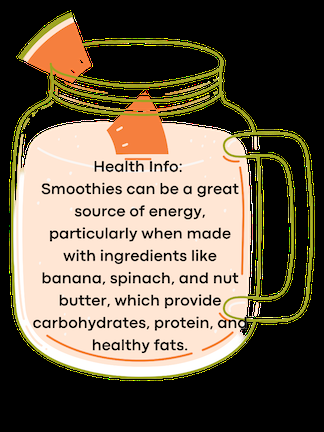 Health Info:
Smoothies can be a great
source of energy,
particularly when made
with ingredients like
banana, spinach, and nut
butter, which provide
carbohydrates, protein, and
healthy fats.